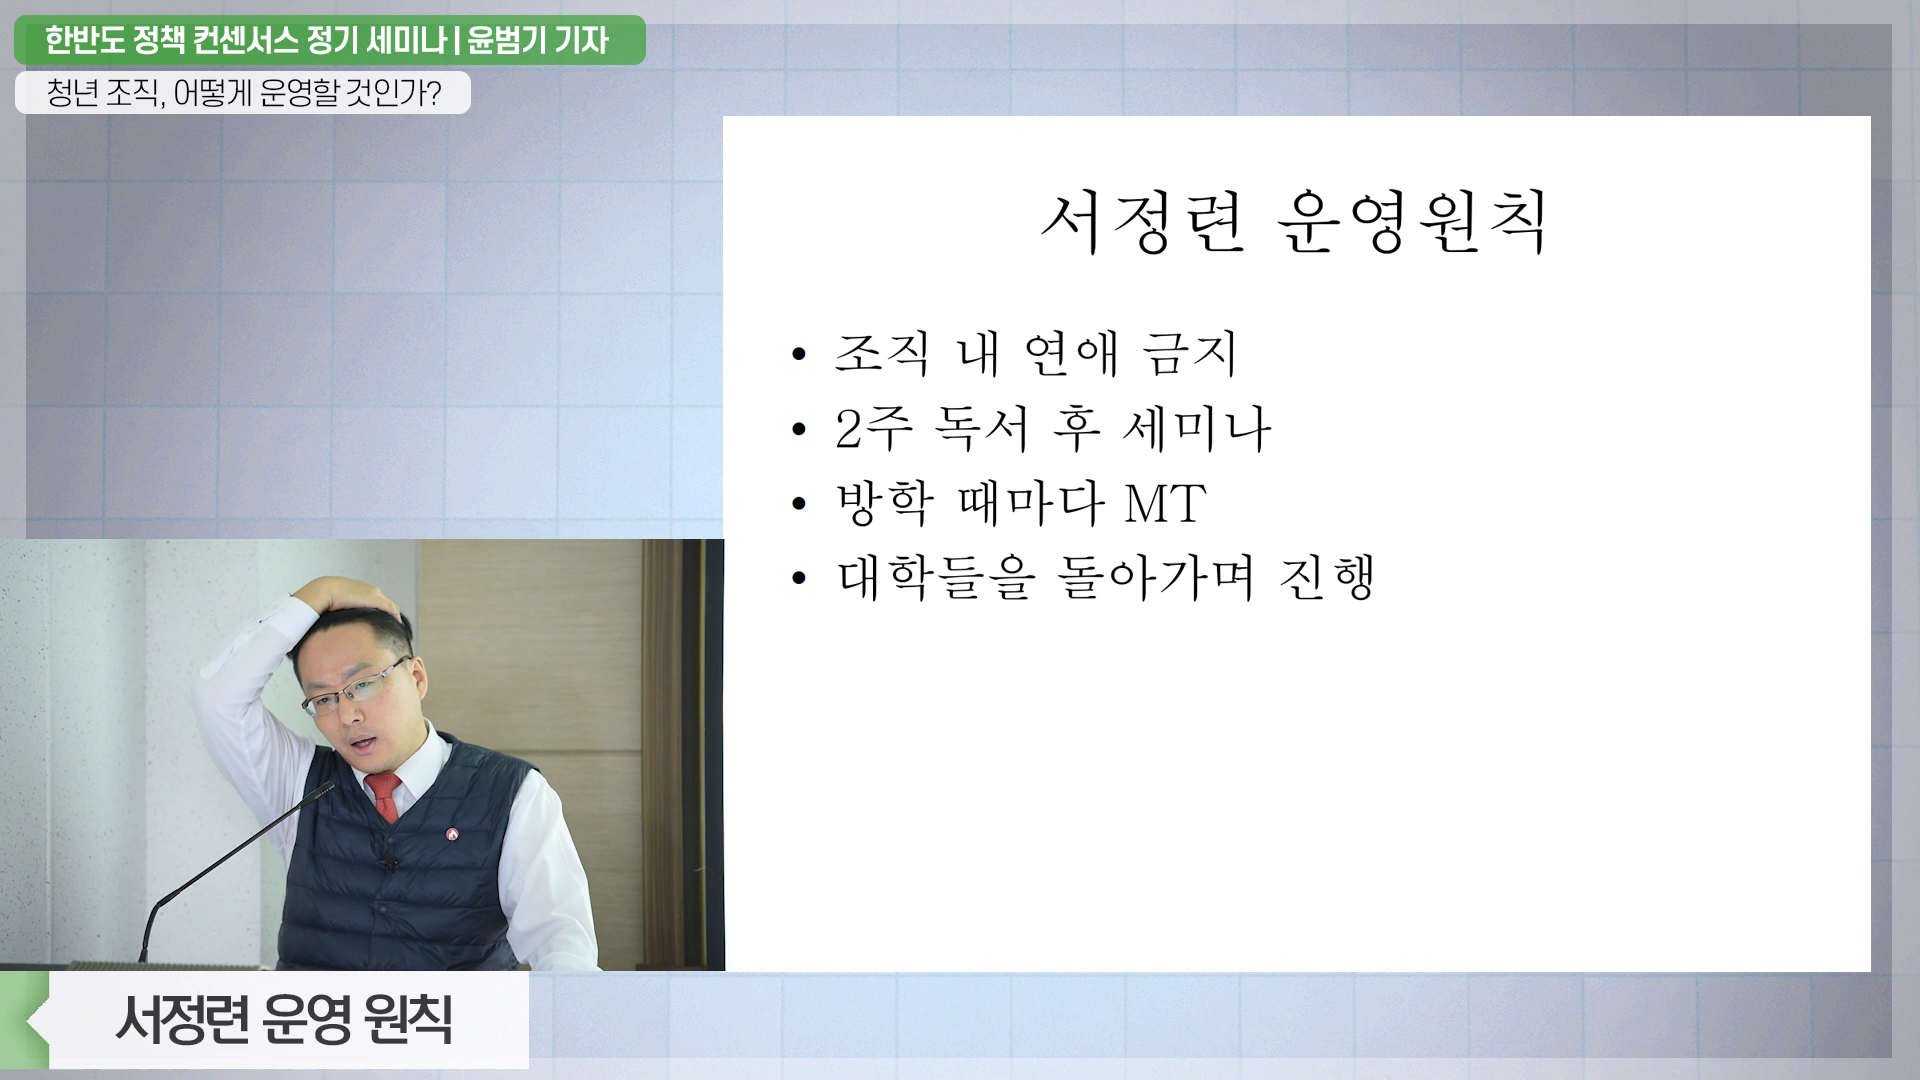 한반도 정책 컨센서스 정기 세미나 | 윤범기 기자
청년 조직, 어떻게 운영할 것인가?
서정련 운영원칙
• 조직 내 연애 금지
• 2주 독서 후 세미나
• 방학 때마다 MT
• 대학들을 돌아가며 진행
서정련 운영 원칙